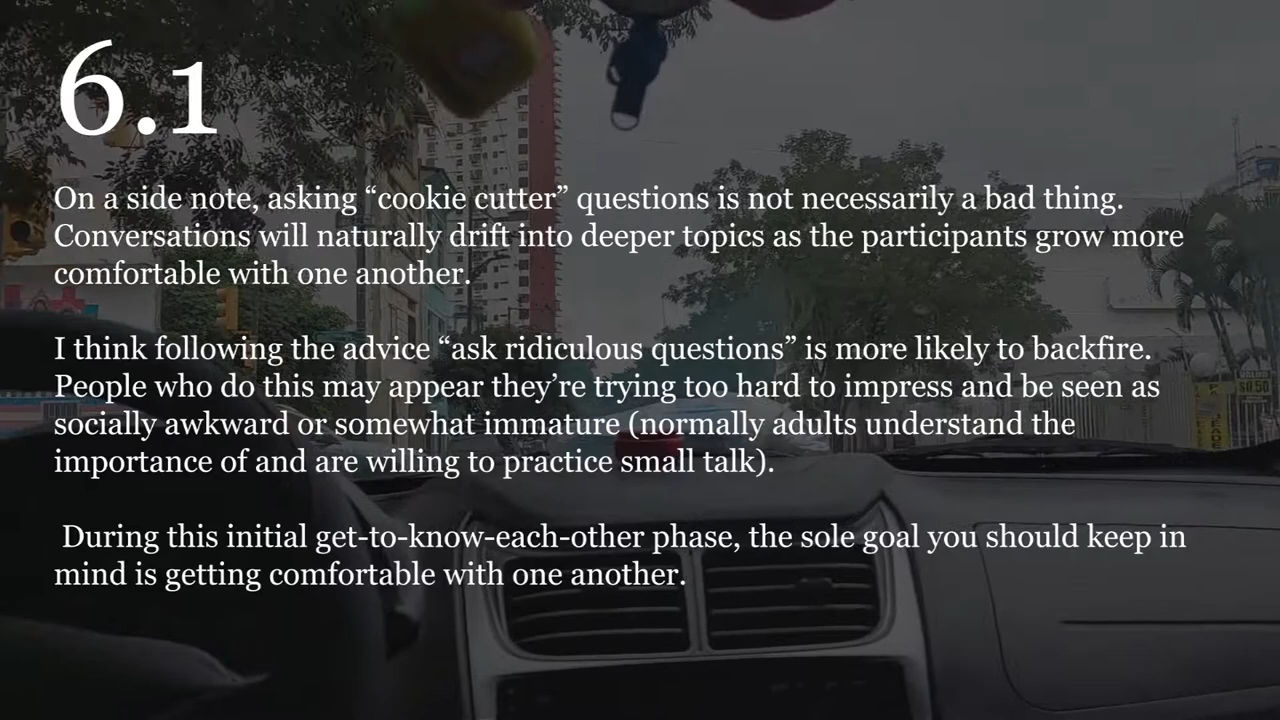 6.1
On a side note, asking “cookie cutter” questions is not necessarily a bad thing.
Conversations will naturally drift into deeper topics as the participants grow more
comfortable with one another.
I think following the advice “ask ridiculous questions” is more likely to backfire.
People who do this may appear they’re trying too hard to impress and be seen as
socially awkward or somewhat immature (normally adults understand the
importance of and are willing to practice small talk).
During this initial get-to-know-each-other phase, the sole goal you should keep in
mind is getting comfortable with one another.